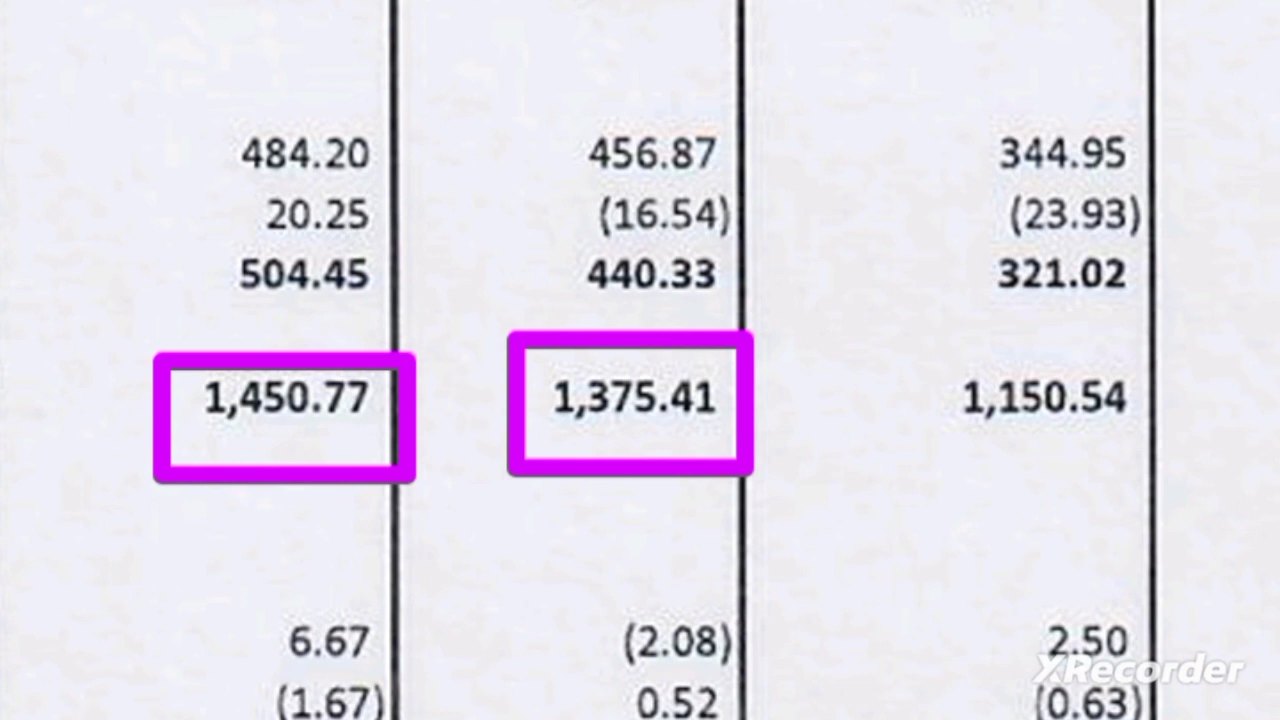 484.20 456.87 344.95
20.25 (16.54) (23.93)
504.45 440.33 321.02
1,450.77 1,375.41 1,150.54
6.67 (2.08) 2.50
(1.67) 0.52 (0.63)
XRecorder